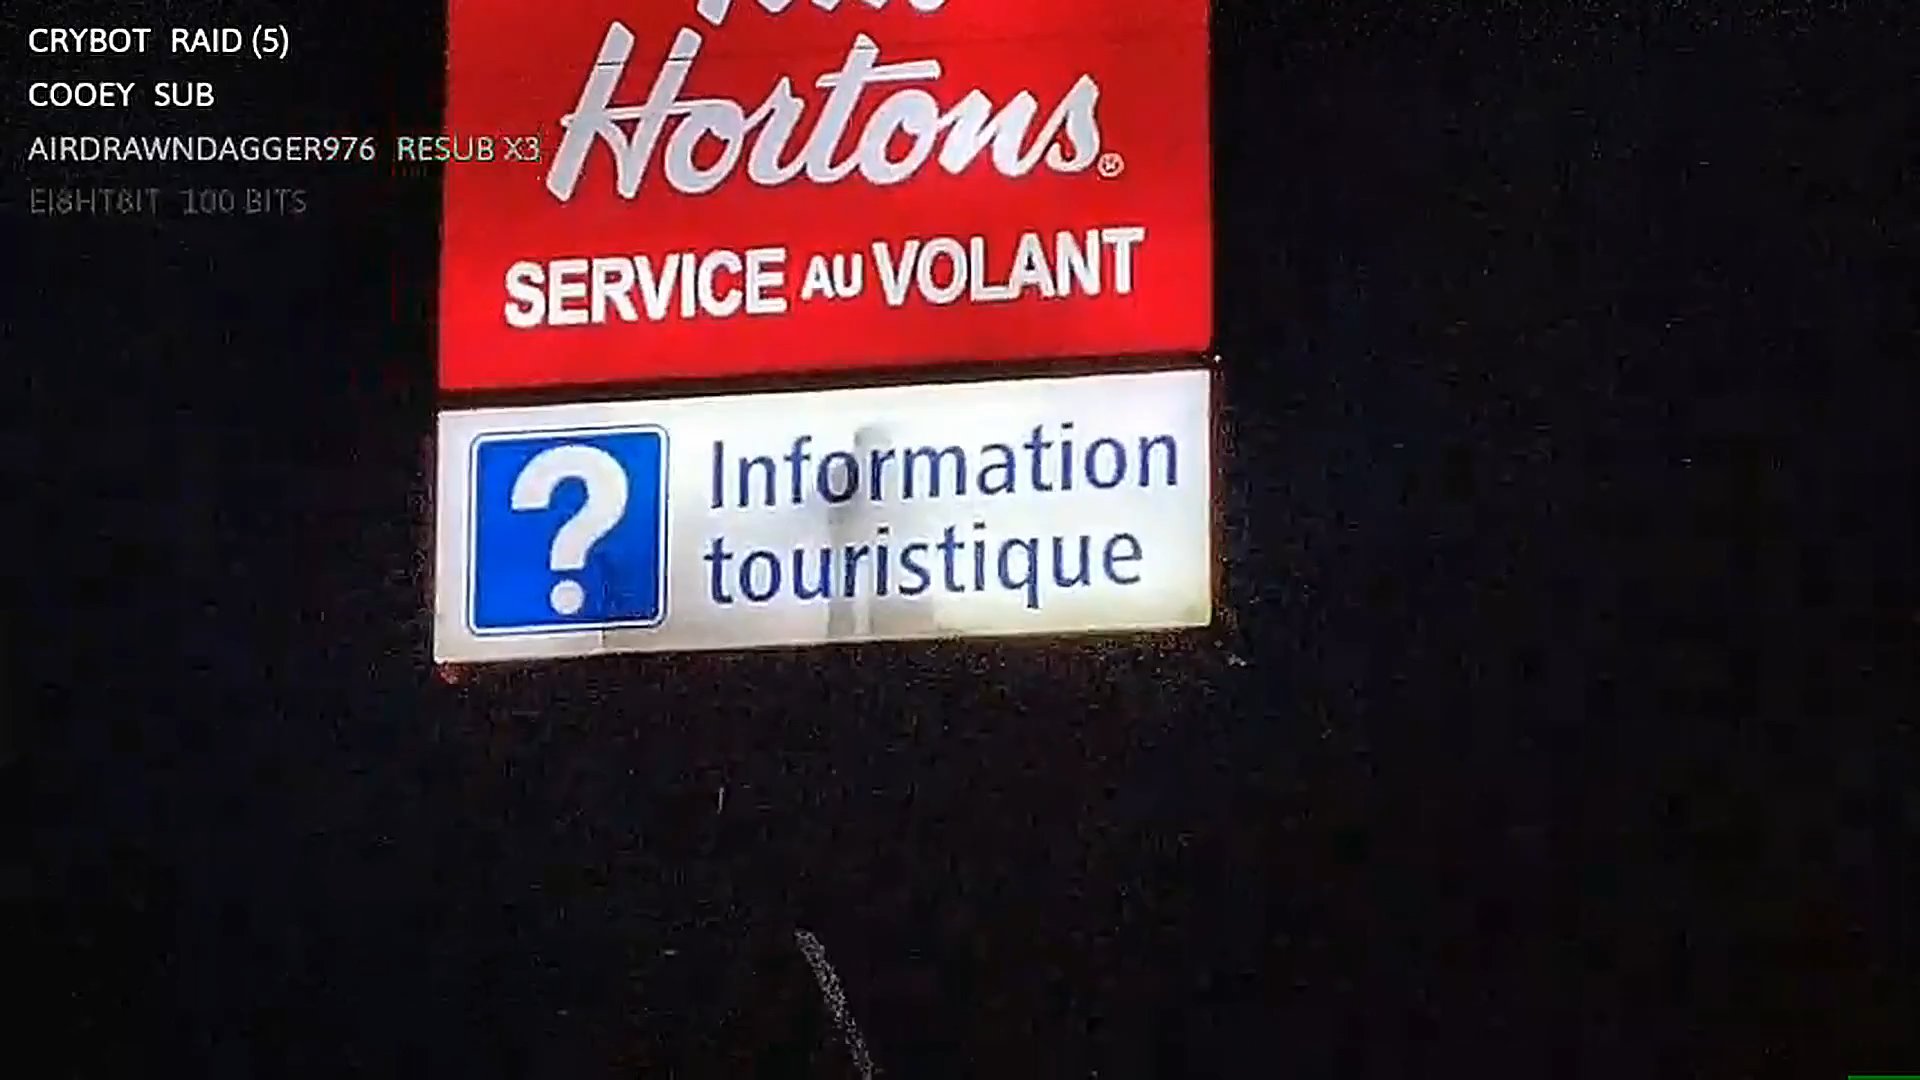 CRYBOT RAID (5)
COOEY SUB
AIRDRAWNDAGGER976 RESUB X3
EI8HT8IT 100 BITS
Hortons
SERVICE AU VOLANT
?
Information
touristique